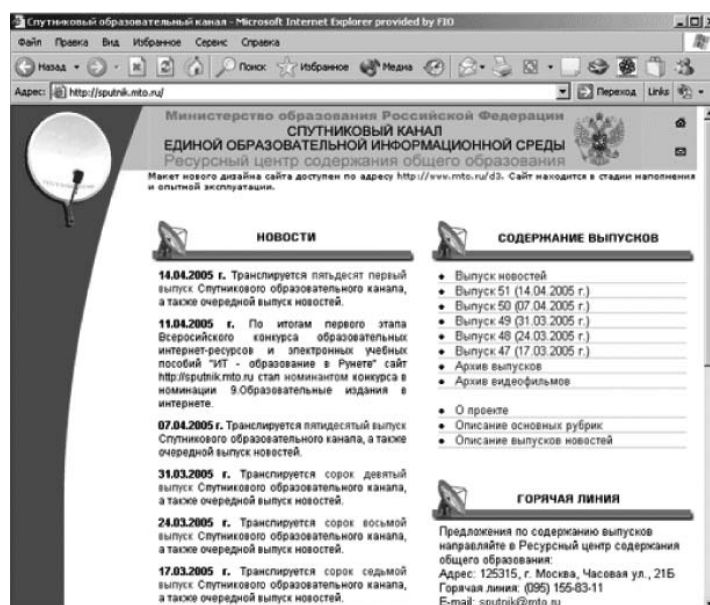 Спутниковый образовательный канал - Microsoft Internet Explorer provided by FIO
Файл Правка Вид Избранное Сервис Справка
Назад Поиск Избранное Медиа
Адрес: http://sputnik.mto.ru/ Переход Links
Министерство образования Российской Федерации
СПУТНИКОВЫЙ КАНАЛ
ЕДИНОЙ ОБРАЗОВАТЕЛЬНОЙ ИНФОРМАЦИОННОЙ СРЕДЫ
Ресурсный центр содержания общего образования
Макет нового дизайна сайта доступен по адресу http://www.mto.ru/d3. Сайт находится в стадии наполнения
и опытной эксплуатации.
НОВОСТИ
14.04.2005 г. Транслируется пятьдесят первый
выпуск Спутникового образовательного канала,
а также очередной выпуск новостей.
11.04.2005 г. По итогам первого этапа
Всероссийского конкурса образовательных
интернет-ресурсов и электронных учебных
пособий "ИТ - образование в Рунете" сайт
http://sputnik.mto.ru стал номинантом конкурса в
номинации 9.Образовательные издания в
интернете.
07.04.2005 г. Транслируется пятидесятый выпуск
Спутникового образовательного канала, а также
очередной выпуск новостей.
31.03.2005 г. Транслируется сорок девятый
выпуск Спутникового образовательного канала,
а также очередной выпуск новостей.
24.03.2005 г. Транслируется сорок восьмой
выпуск Спутникового образовательного канала,
а также очередной выпуск новостей.
17.03.2005 г. Транслируется сорок седьмой
выпуск Спутникового образовательного канала,
а также очередной выпуск новостей.
СОДЕРЖАНИЕ ВЫПУСКОВ
Выпуск новостей
Выпуск 51 (14.04.2005 г.)
Выпуск 50 (07.04.2005 г.)
Выпуск 49 (31.03.2005 г.)
Выпуск 48 (24.03.2005 г.)
Выпуск 47 (17.03.2005 г.)
Архив выпусков
Архив видеофильмов
О проекте
Описание основных рубрик
Описание выпусков новостей
ГОРЯЧАЯ ЛИНИЯ
Предложения по содержанию выпусков
направляйте в Ресурсный центр содержания
общего образования:
Адрес: 125315, г. Москва, Часовая ул., 21Б
Горячая линия: (095) 155-83-11
E-mail: sputnik@mto.ru